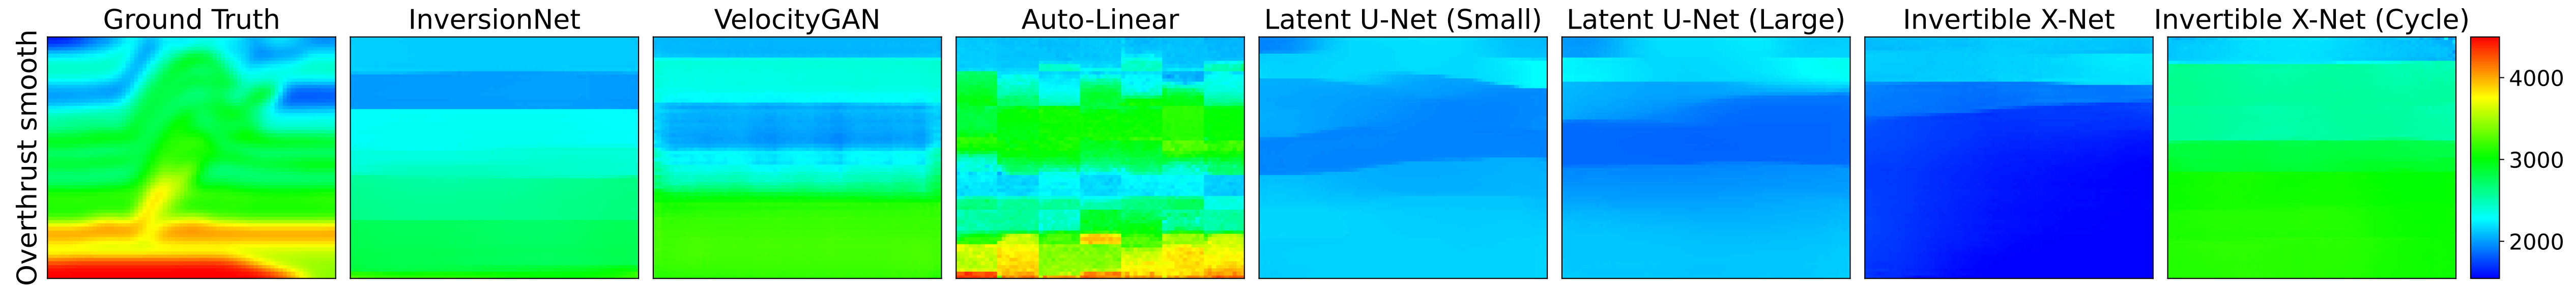 Ground Truth
InversionNet
VelocityGAN
Auto-Linear
Latent U-Net (Small)
Latent U-Net (Large)
Invertible X-Net
Invertible X-Net (Cycle)
Overthrust smooth
4000
3000
2000